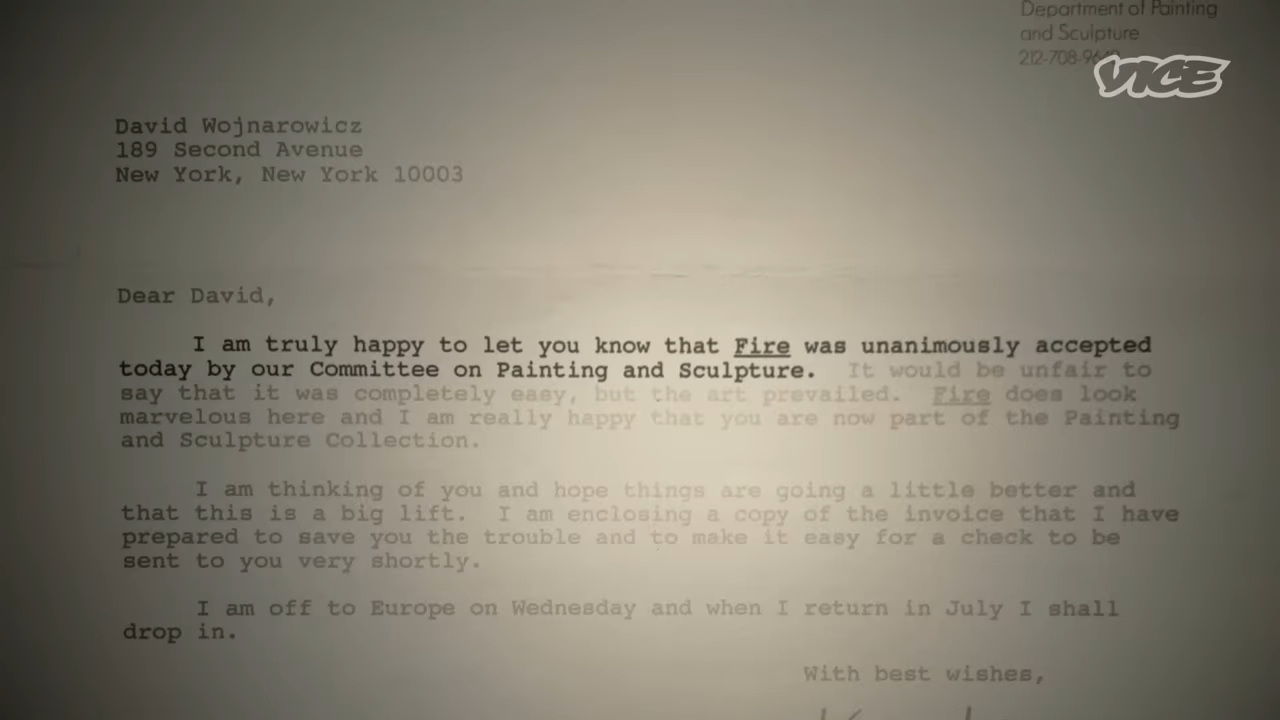 Department of Painting
and Sculpture
212-708-96
VICE
David Wojnarowicz
189 Second Avenue
New York, New York 10003
Dear David,
I am truly happy to let you know that Fire was unanimously accepted
today by our Committee on Painting and Sculpture. It would be unfair to
say that it was completely easy, but the art prevailed. Fire does look
marvelous here and I am really happy that you are now part of the Painting
and Sculpture Collection.
I am thinking of you and hope things are going a little better and
that this is a big lift. I am enclosing a copy of the invoice that I have
prepared to save you the trouble and to make it easy for a check to be
sent to you very shortly.
I am off to Europe on Wednesday and when I return in July I shall
drop in.
With best wishes,